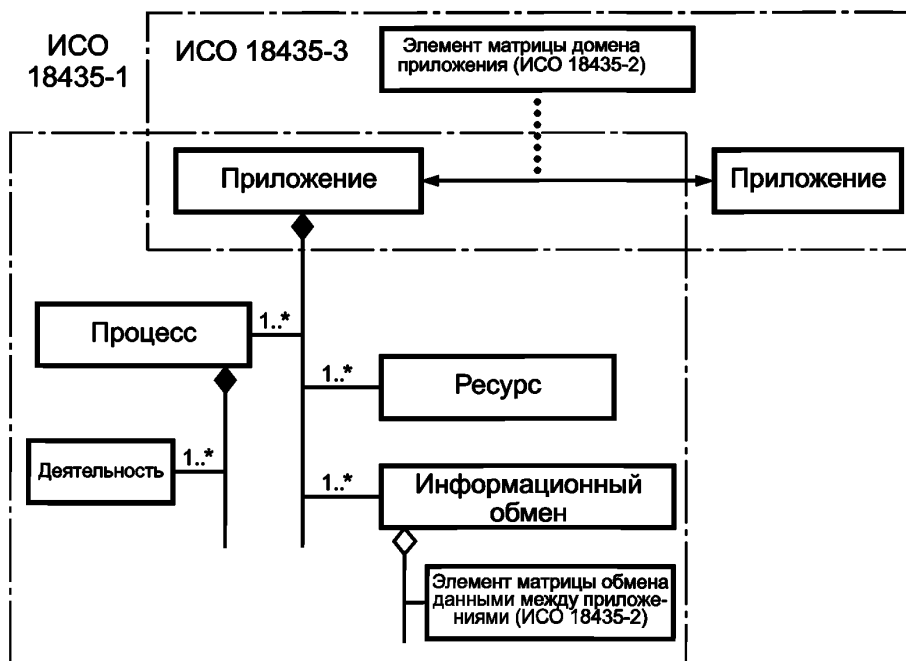 ИСО
18435-1
ИСО 18435-3
Элемент матрицы домена
приложения (ИСО 18435-2)
Приложение
Приложение
Процесс
1..*
1..*
Ресурс
Деятельность
1..*
1..*
Информационный
обмен
Элемент матрицы обмена
данными между приложе-
ниями (ИСО 18435-2)